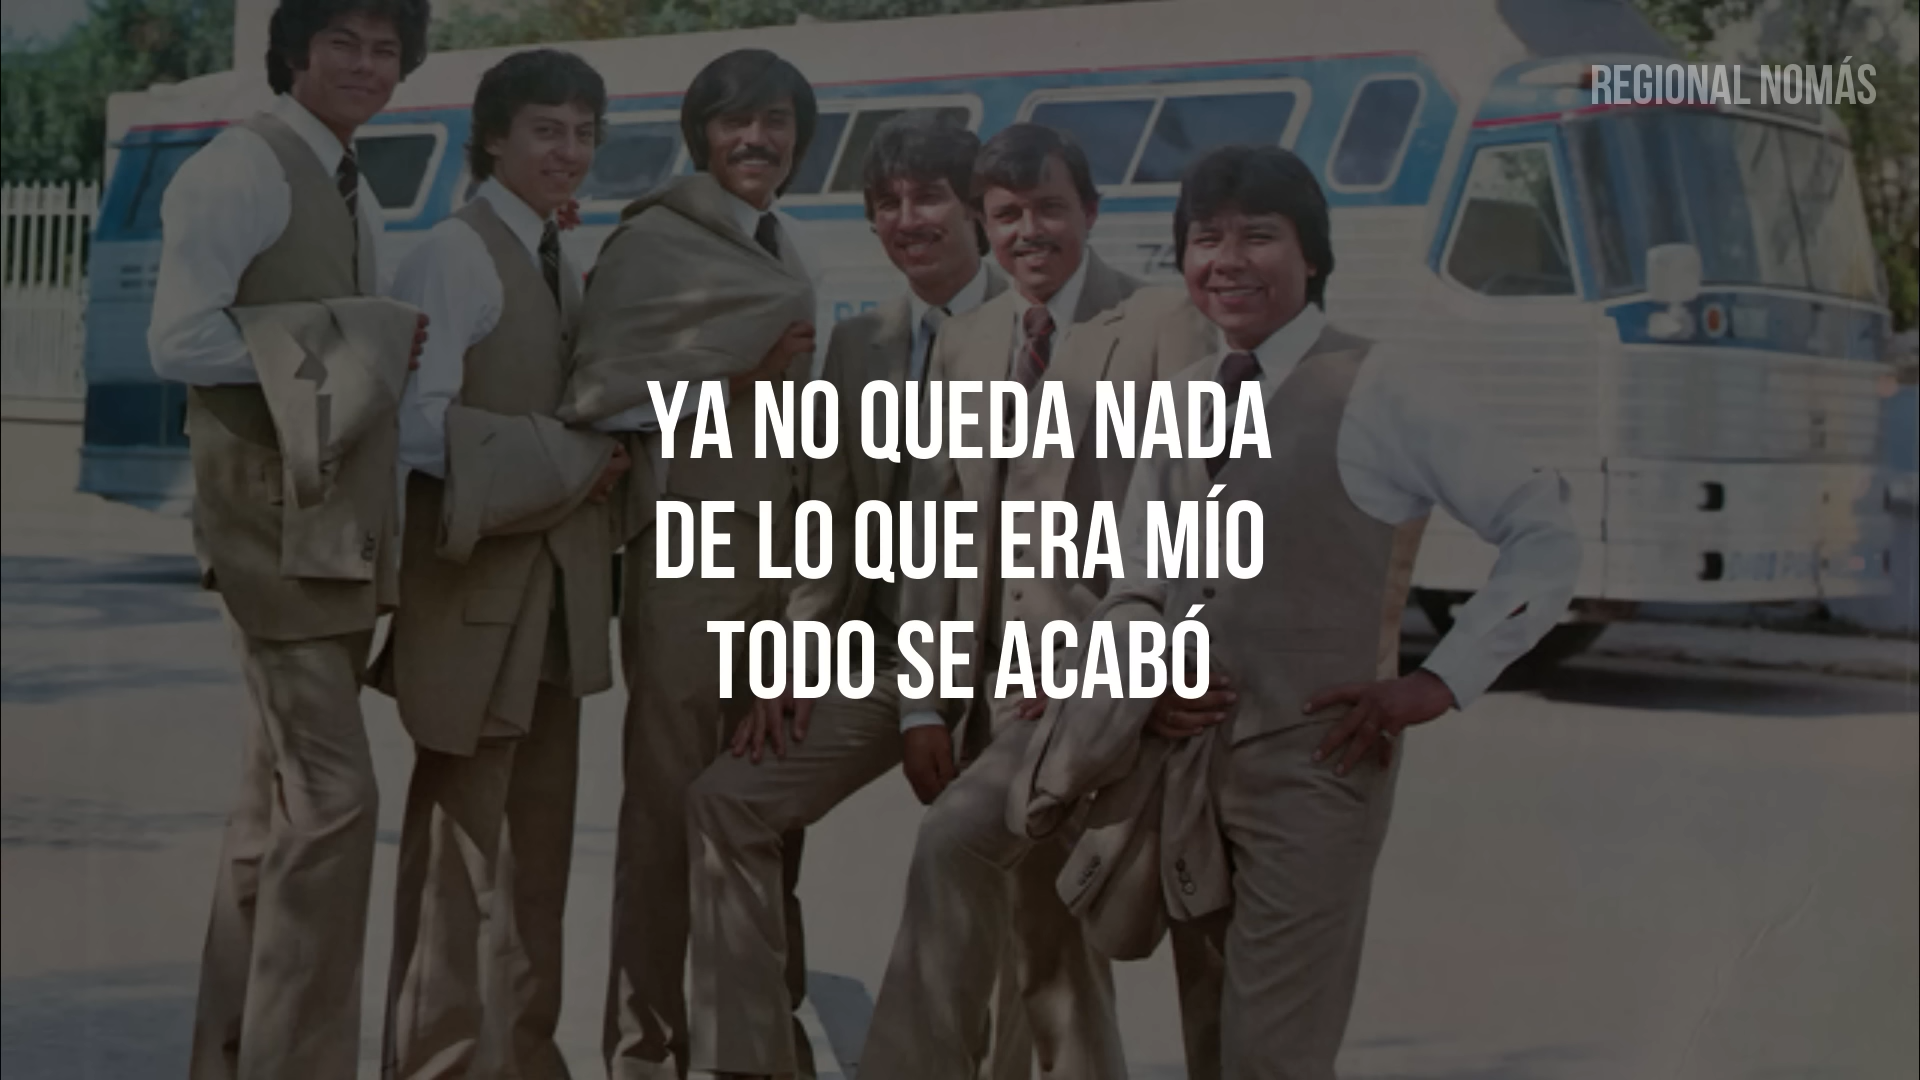 REGIONAL NOMÁS
YA NO QUEDA NADA
DE LO QUE ERA MÍO
TODO SE ACABÓ